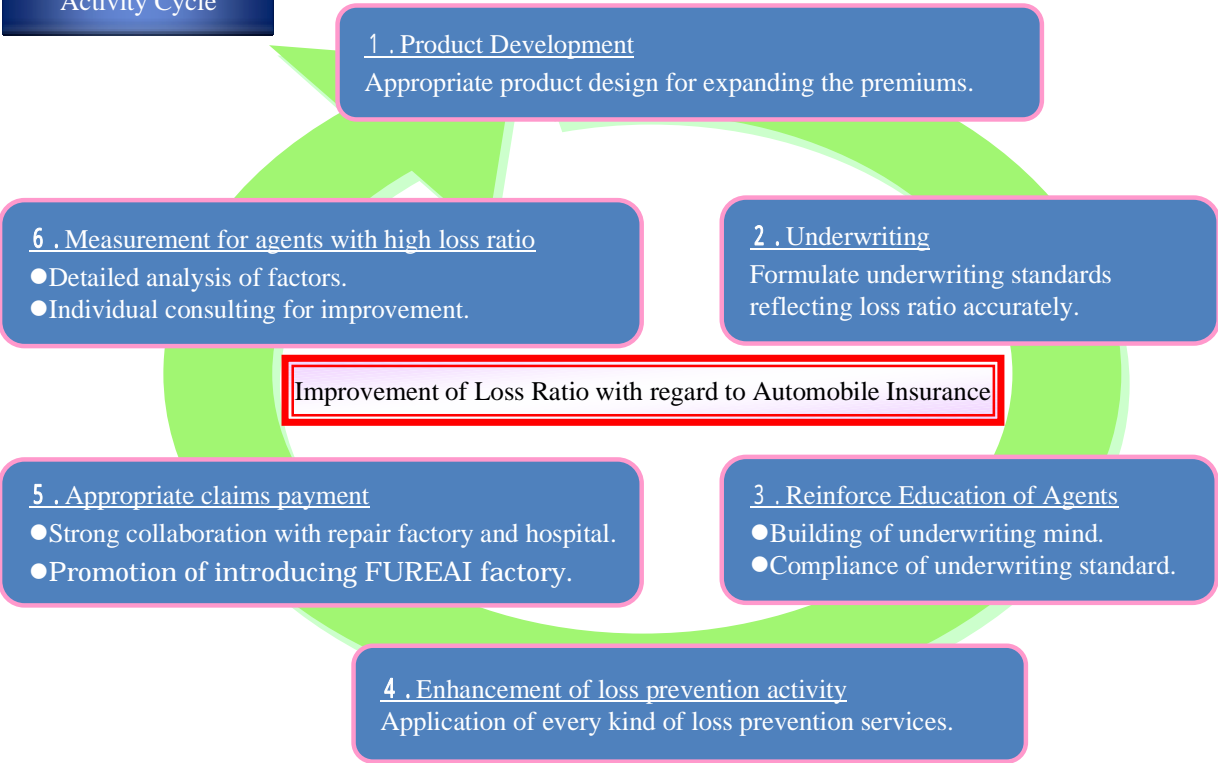 Activity Cycle
１．Product Development
Appropriate product design for expanding the premiums.
２．Underwriting
Formulate underwriting standards
reflecting loss ratio accurately.
３．Reinforce Education of Agents
●Building of underwriting mind.
●Compliance of underwriting standard.
４．Enhancement of loss prevention activity
Application of every kind of loss prevention services.
５．Appropriate claims payment
●Strong collaboration with repair factory and hospital.
●Promotion of introducing FUREAI factory.
６．Measurement for agents with high loss ratio
●Detailed analysis of factors.
●Individual consulting for improvement.
Improvement of Loss Ratio with regard to Automobile Insurance